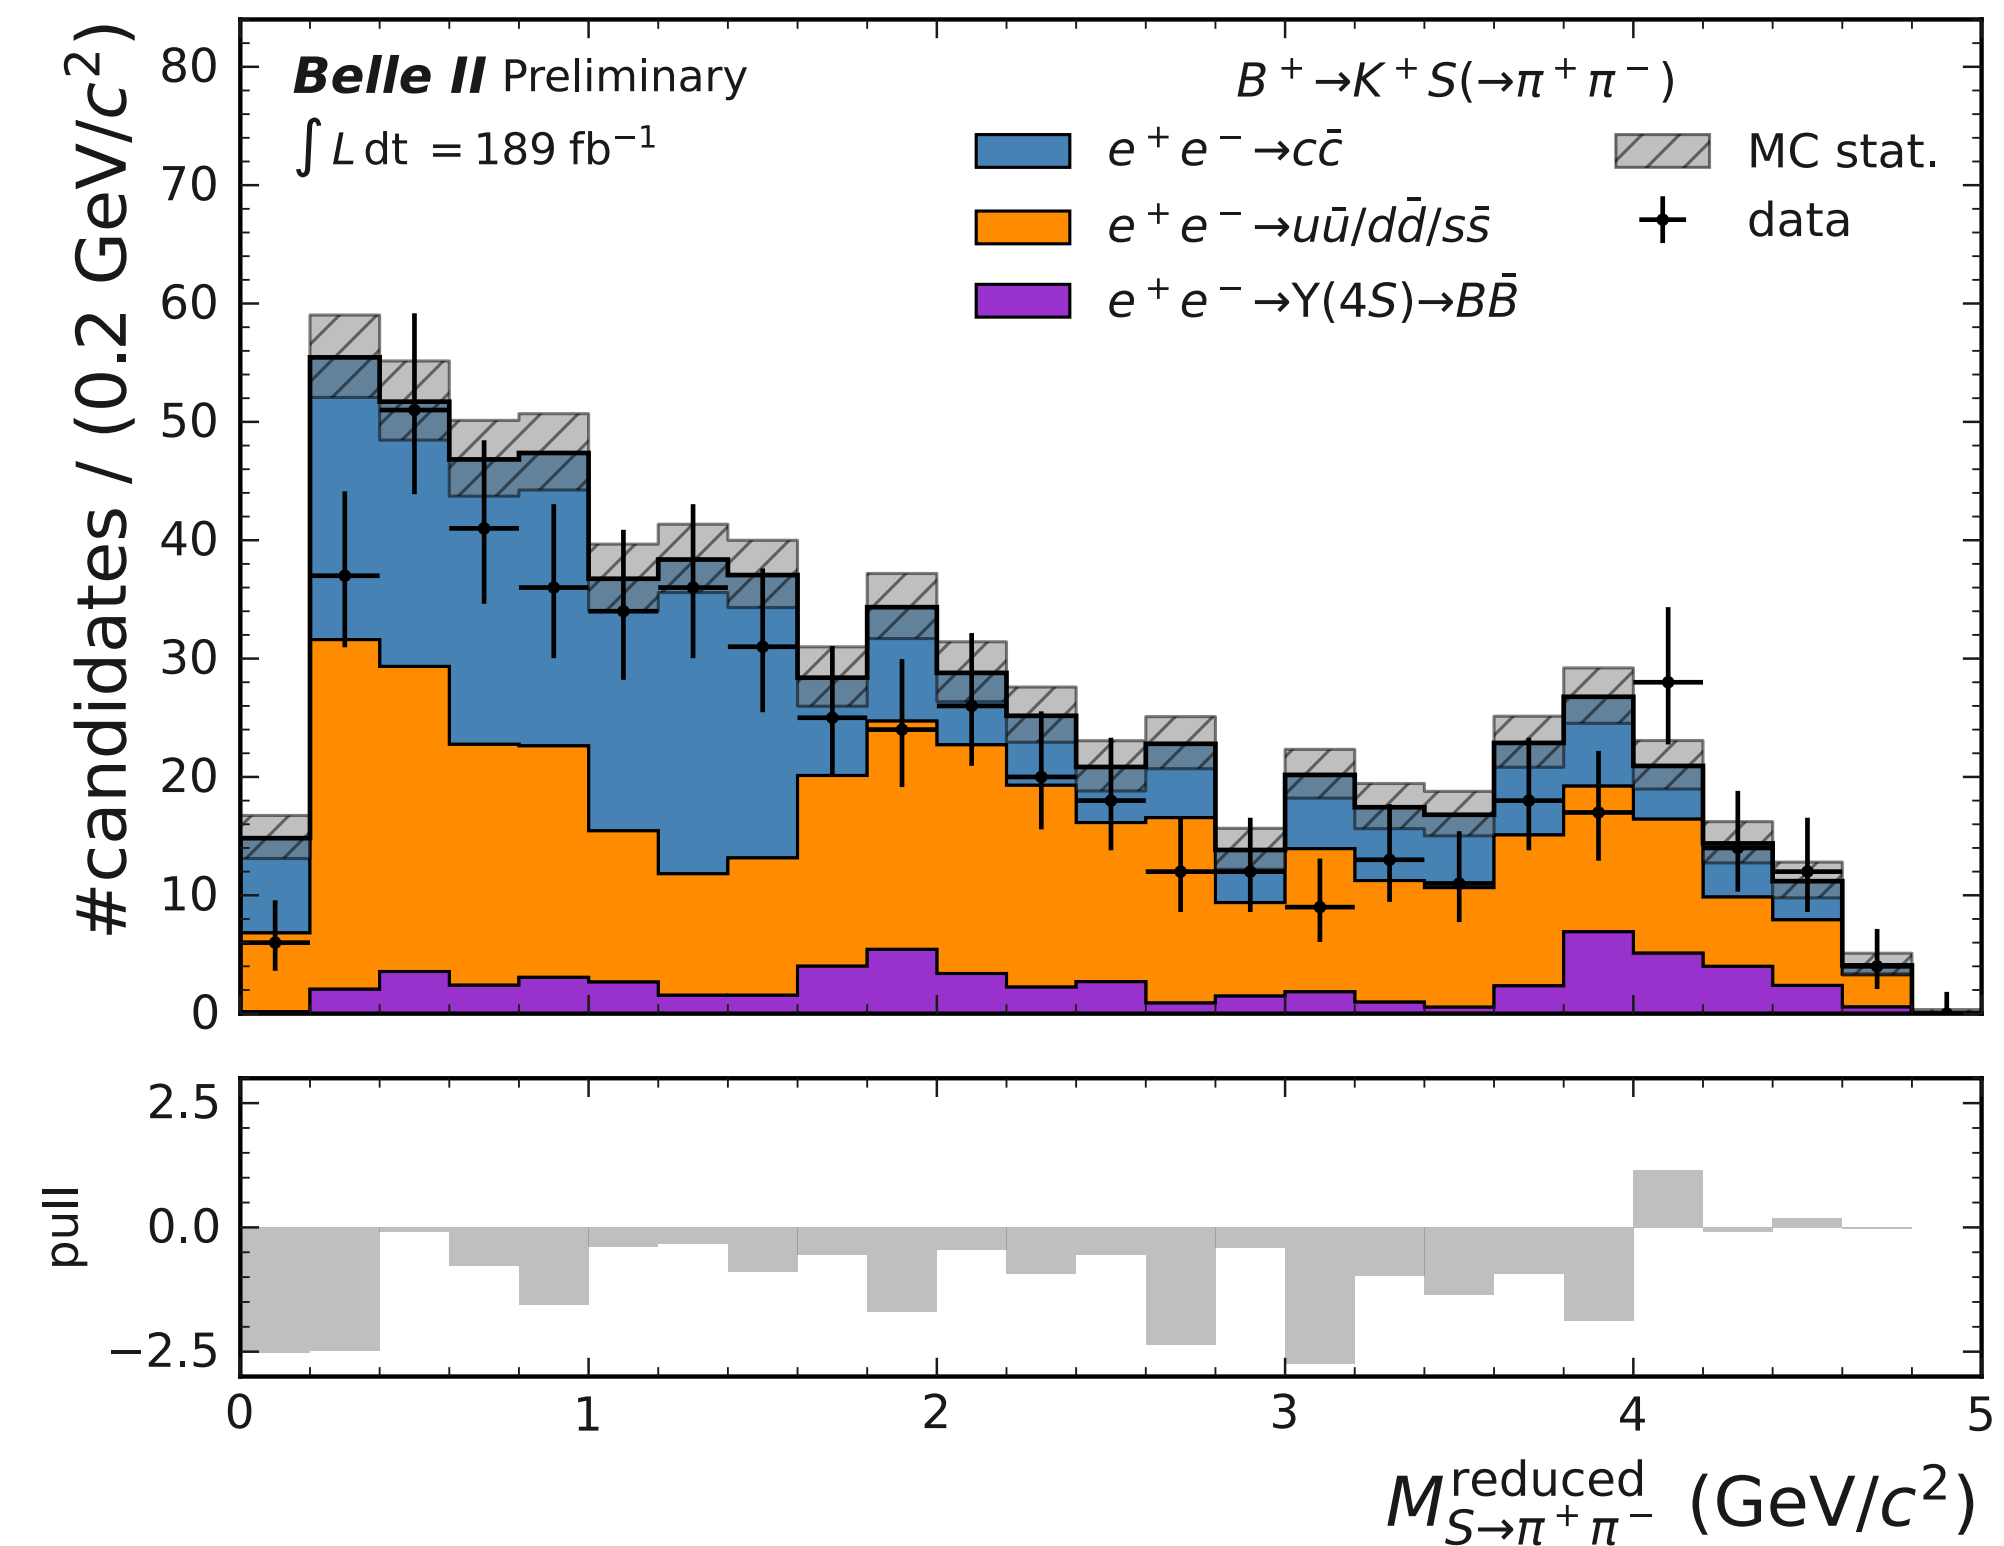 Belle II Preliminary
∫ L dt = 189 fb⁻¹
B⁺→K⁺S(→π⁺π⁻)
e⁺e⁻→cc̄
e⁺e⁻→uū/dd̄/ss̄
e⁺e⁻→Υ(4S)→BB̄
MC stat.
data
#candidates / (0.2 GeV/c²)
80
70
60
50
40
30
20
10
0
pull
2.5
0.0
−2.5
0 1 2 3 4 5
M^reduced_S→π⁺π⁻ (GeV/c²)